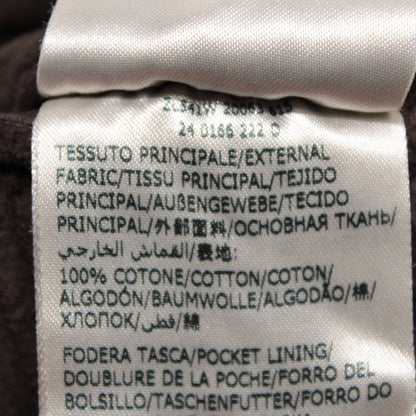 24 0166 222 D
TESSUTO PRINCIPALE/EXTERNAL
FABRIC/TISSU PRINCIPAL/TEJIDO
PRINCIPAL/AUßENGEWEBE/TECIDO
PRINCIPAL/外部面料/ОСНОВНАЯ ТКАНЬ/
القماش الخارجي/表地:
100% COTONE/COTTON/COTON/
ALGODÓN/BAUMWOLLE/ALGODÃO/棉/
ХЛОПОК/قطن/綿
FODERA TASCA/POCKET LINING/
DOUBLURE DE LA POCHE/FORRO DEL
BOLSILLO/TASCHENFUTTER/FORRO DO